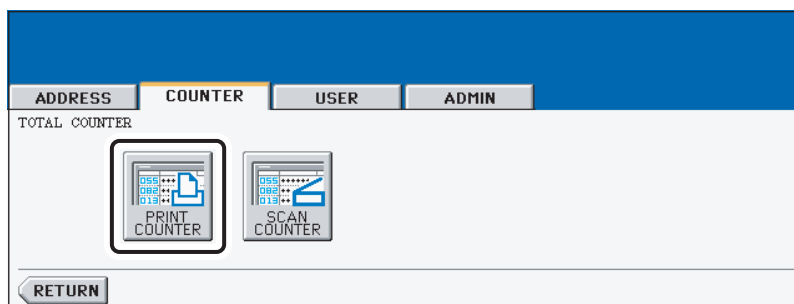 ADDRESS COUNTER USER ADMIN
TOTAL COUNTER
055
082
013
PRINT
COUNTER
055
082
013
SCAN
COUNTER
RETURN